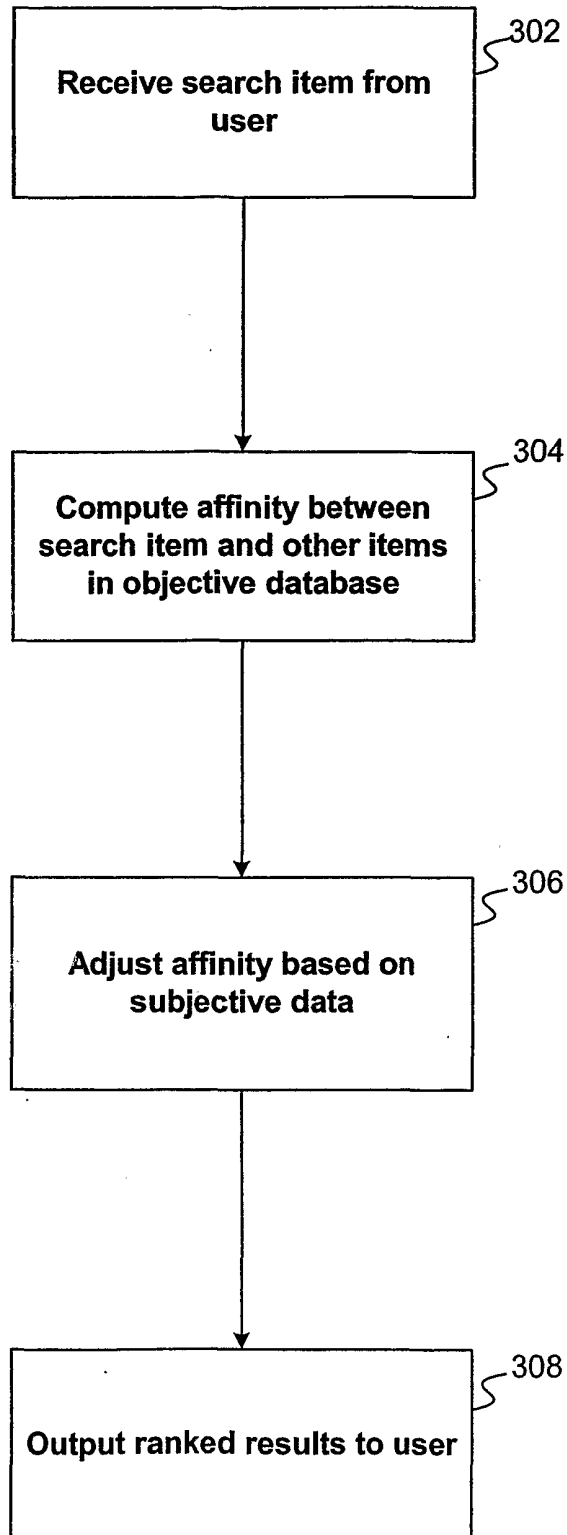 302
Receive search item from
user
304
Compute affinity between
search item and other items
in objective database
306
Adjust affinity based on
subjective data
308
Output ranked results to user